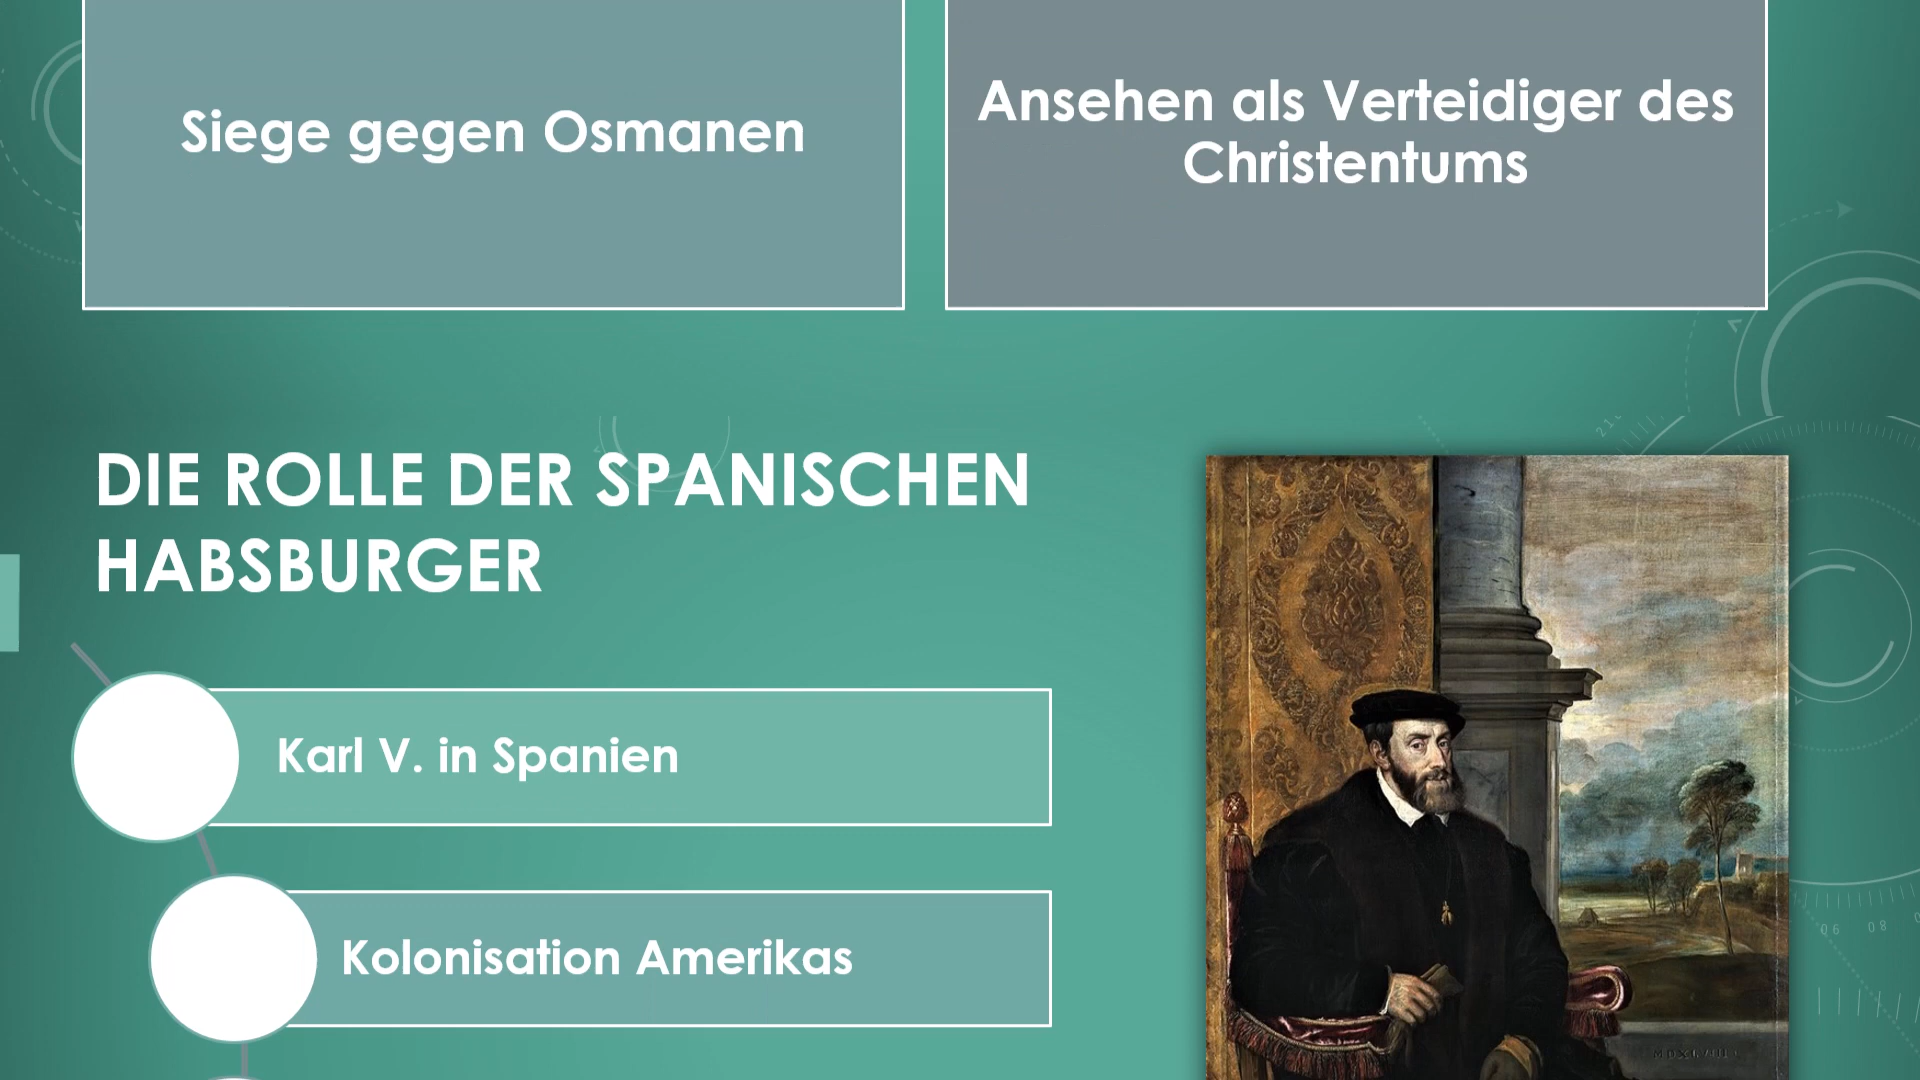 Siege gegen Osmanen
Ansehen als Verteidiger des
Christentums
DIE ROLLE DER SPANISCHEN
HABSBURGER
Karl V. in Spanien
Kolonisation Amerikas